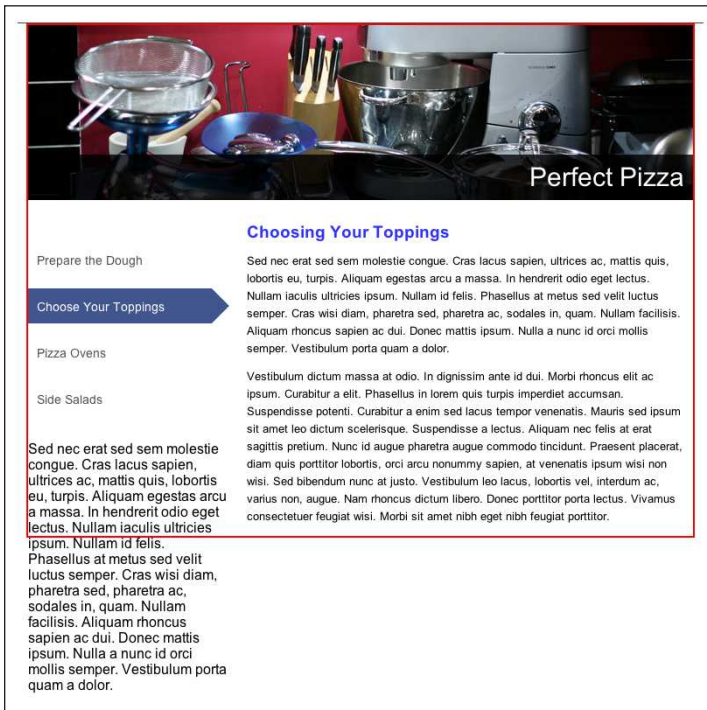 Perfect Pizza
Prepare the Dough
Choose Your Toppings
Pizza Ovens
Side Salads
Sed nec erat sed sem molestie
congue. Cras lacus sapien,
ultrices ac, mattis quis, lobortis
eu, turpis. Aliquam egestas arcu
a massa. In hendrerit odio eget
lectus. Nullam iaculis ultricies
ipsum. Nullam id felis.
Phasellus at metus sed velit
luctus semper. Cras wisi diam,
pharetra sed, pharetra ac,
sodales in, quam. Nullam
facilisis. Aliquam rhoncus
sapien ac dui. Donec mattis
ipsum. Nulla a nunc id orci
mollis semper. Vestibulum porta
quam a dolor.
Choosing Your Toppings
Sed nec erat sed sem molestie congue. Cras lacus sapien, ultrices ac, mattis quis,
lobortis eu, turpis. Aliquam egestas arcu a massa. In hendrerit odio eget lectus.
Nullam iaculis ultricies ipsum. Nullam id felis. Phasellus at metus sed velit luctus
semper. Cras wisi diam, pharetra sed, pharetra ac, sodales in, quam. Nullam facilisis.
Aliquam rhoncus sapien ac dui. Donec mattis ipsum. Nulla a nunc id orci mollis
semper. Vestibulum porta quam a dolor.
Vestibulum dictum massa at odio. In dignissim ante id dui. Morbi rhoncus elit ac
ipsum. Curabitur a elit. Phasellus in lorem quis turpis imperdiet accumsan.
Suspendisse potenti. Curabitur a enim sed lacus tempor venenatis. Mauris sed ipsum
sit amet leo dictum scelerisque. Suspendisse a lectus. Aliquam nec felis at erat
sagittis pretium. Nunc id augue pharetra augue commodo tincidunt. Praesent placerat,
diam quis porttitor lobortis, orci arcu nonummy sapien, at venenatis ipsum wisi non
wisi. Sed bibendum nunc at justo. Vestibulum leo lacus, lobortis vel, interdum ac,
varius non, augue. Nam rhoncus dictum libero. Donec porttitor porta lectus. Vivamus
consectetuer feugiat wisi. Morbi sit amet nibh eget nibh feugiat porttitor.